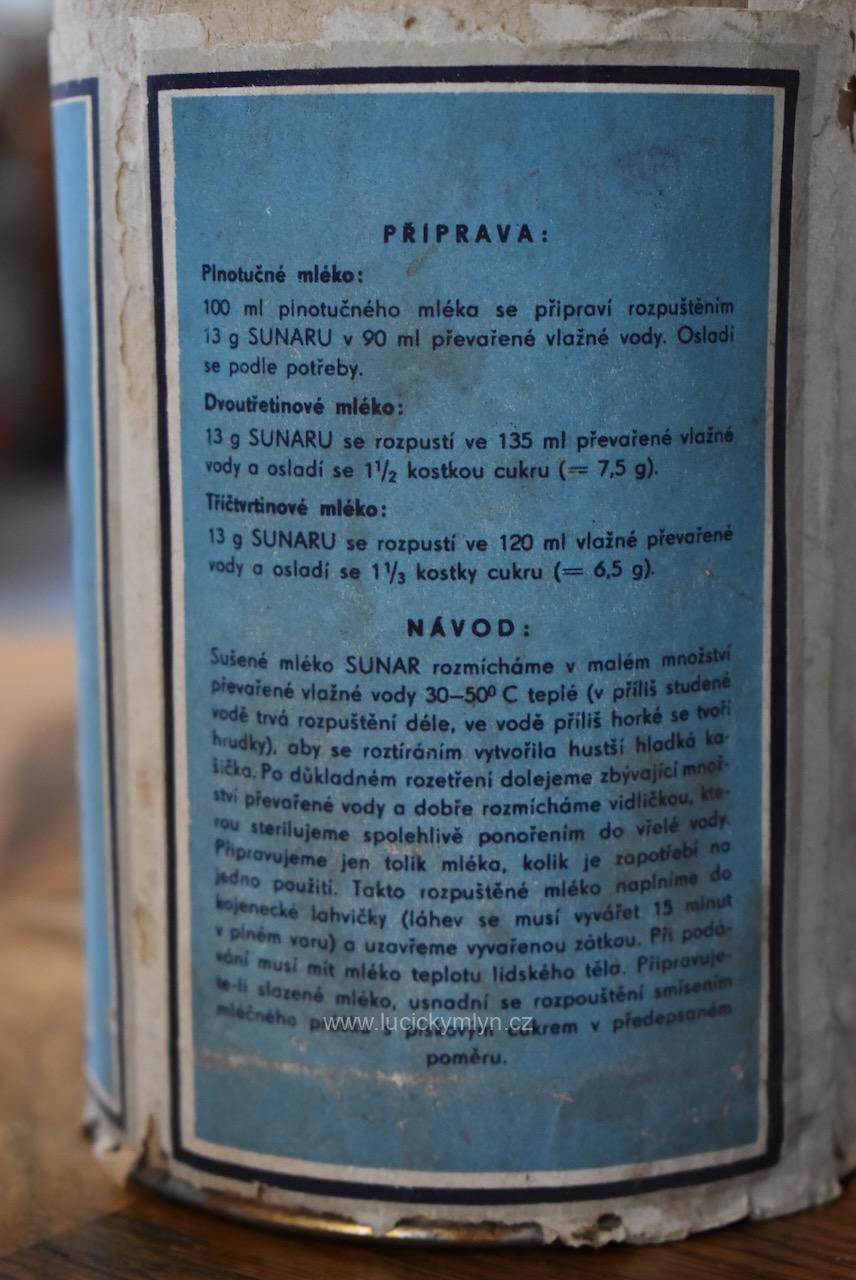 PŘÍPRAVA:
Plnotučné mléko:
100 ml plnotučného mléka se připraví rozpuštěním
13 g SUNARU v 90 ml převařené vlažné vody. Osladí
se podle potřeby.
Dvoutřetinové mléko:
13 g SUNARU se rozpustí ve 135 ml převařené vlažné
vody a osladí se 1 1/2 kostkou cukru (= 7,5 g).
Tříčtvrtinové mléko:
13 g SUNARU se rozpustí ve 120 ml vlažné převařené
vody a osladí se 1 1/3 kostky cukru (= 6,5 g).
NÁVOD:
Sušené mléko SUNAR rozmícháme v malém množství
převařené vlažné vody 30–50⁰ C teplé (v příliš studené
vodě trvá rozpuštění déle, ve vodě příliš horké se tvoří
hrudky), aby se roztíráním vytvořila hustší hladká ka-
šička. Po důkladném rozetření dolejeme zbývající množ-
ství převařené vody a dobře rozmícháme vidličkou, kte-
rou sterilujeme spolehlivě ponořením do vřelé vody.
Připravujeme jen tolik mléka, kolik je zapotřebí na
jedno použití. Takto rozpuštěné mléko naplníme do
kojenecké lahvičky (láhev se musí vyvářet 15 minut
v plném varu) a uzavřeme vyvařenou zátkou. Při podá-
vání musí mít mléko teplotu lidského těla. Připravuje-
te-li slazené mléko, usnadní se rozpouštění smísením
mléčného s pískovým cukrem v předepsaném
poměru.
www.lucickymlyn.cz